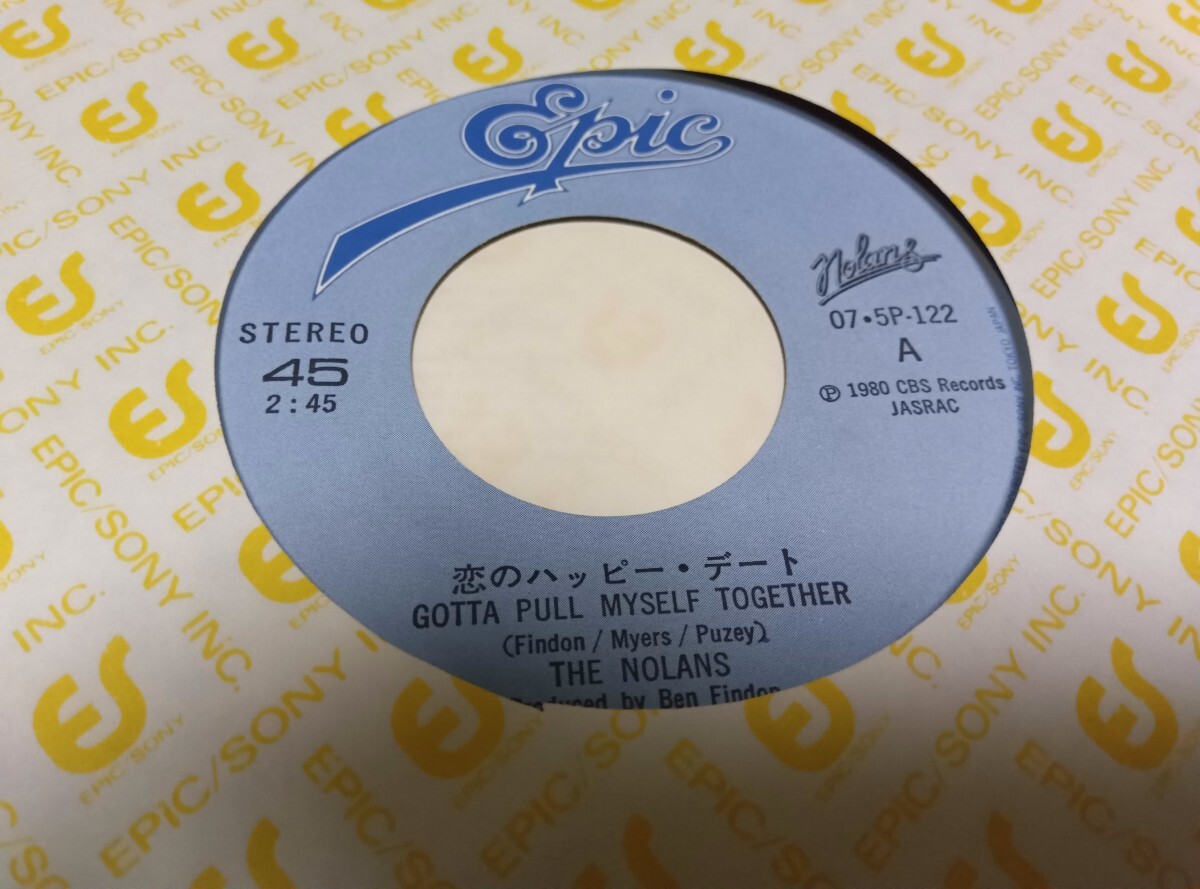 Epic
Nolans
07・5P-122
A
Ⓟ 1980 CBS Records
JASRAC
STEREO
45
2:45
恋のハッピー・デート
GOTTA PULL MYSELF TOGETHER
(Findon / Myers / Puzey)
THE NOLANS
Produced by Ben Findon
EPIC/SONY INC.
EPIC/SONY